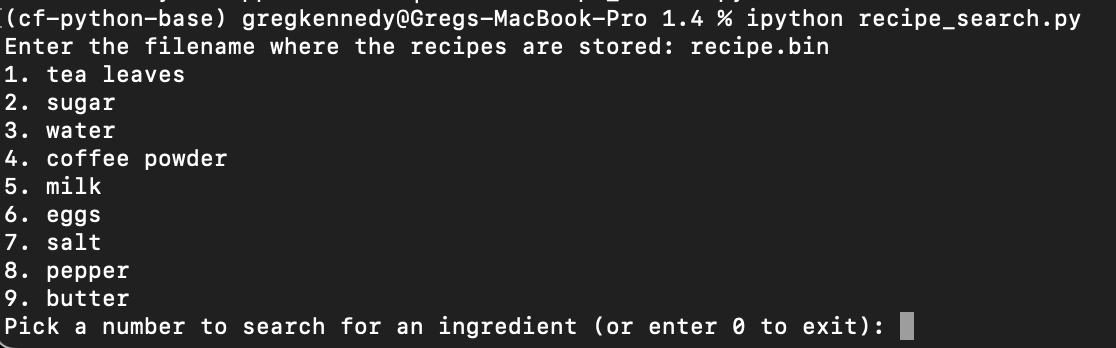 (cf-python-base) gregkennedy@Gregs-MacBook-Pro 1.4 % ipython recipe_search.py
Enter the filename where the recipes are stored: recipe.bin
1. tea leaves
2. sugar
3. water
4. coffee powder
5. milk
6. eggs
7. salt
8. pepper
9. butter
Pick a number to search for an ingredient (or enter 0 to exit):